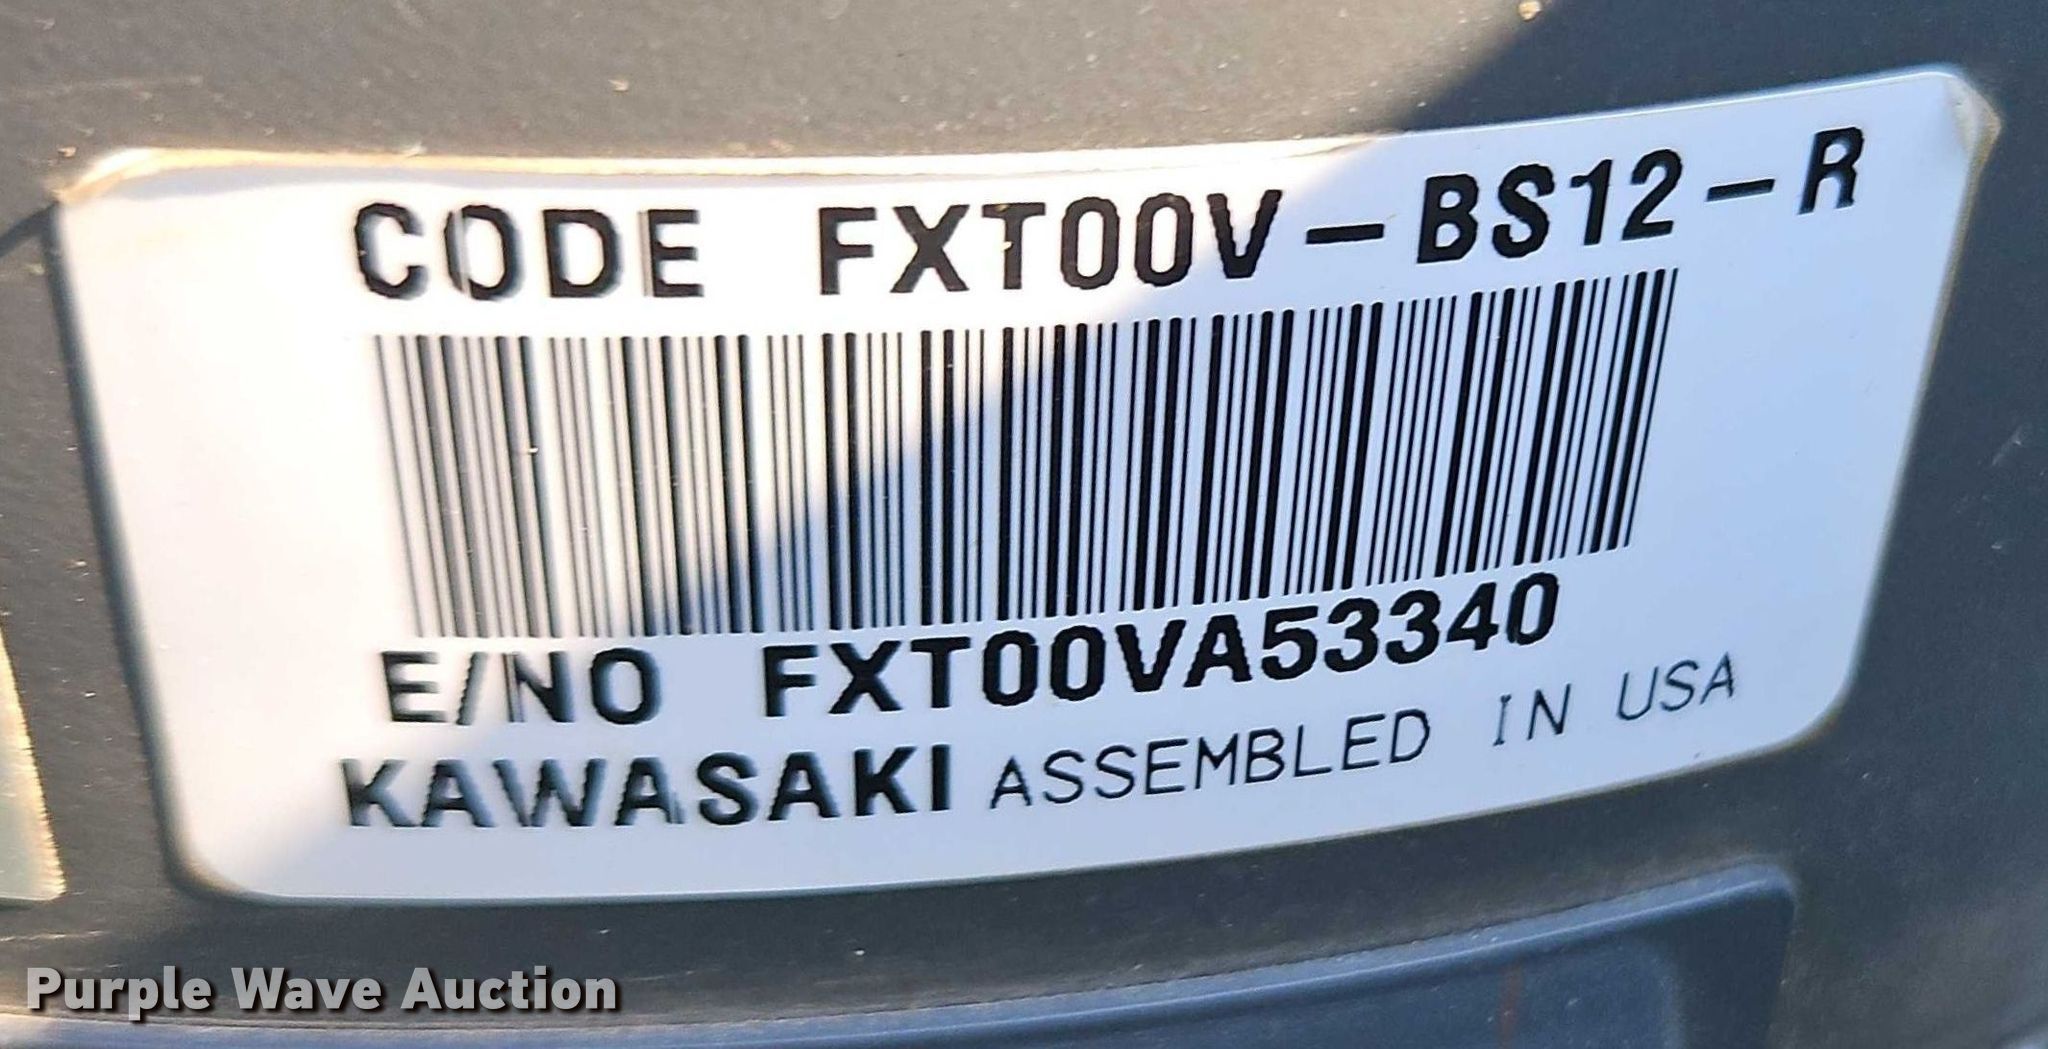 CODE FXT00V-BS12-R
E/NO FXT00VA53340
KAWASAKI ASSEMBLED IN USA
Purple Wave Auction